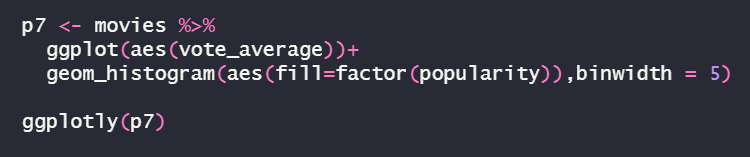 p7 <- movies %>%
ggplot(aes(vote_average))+
geom_histogram(aes(fill=factor(popularity)),binwidth = 5)
ggplotly(p7)